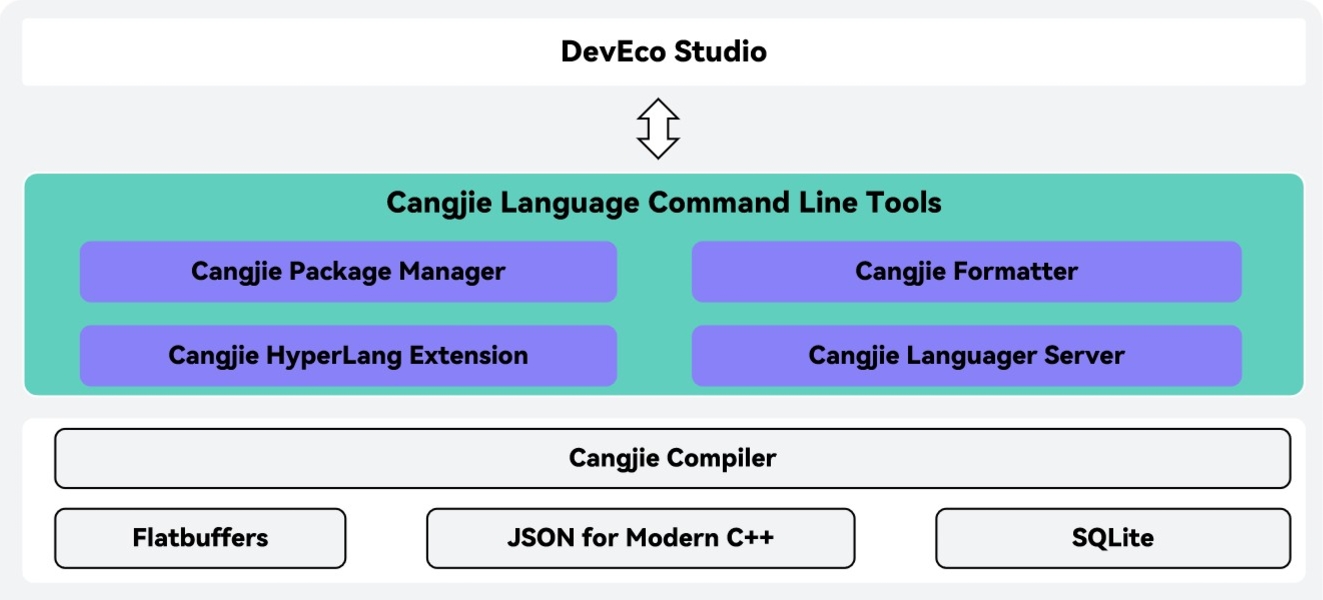 DevEco Studio
Cangjie Language Command Line Tools
Cangjie Package Manager
Cangjie Formatter
Cangjie HyperLang Extension
Cangjie Languager Server
Cangjie Compiler
Flatbuffers
JSON for Modern C++
SQLite